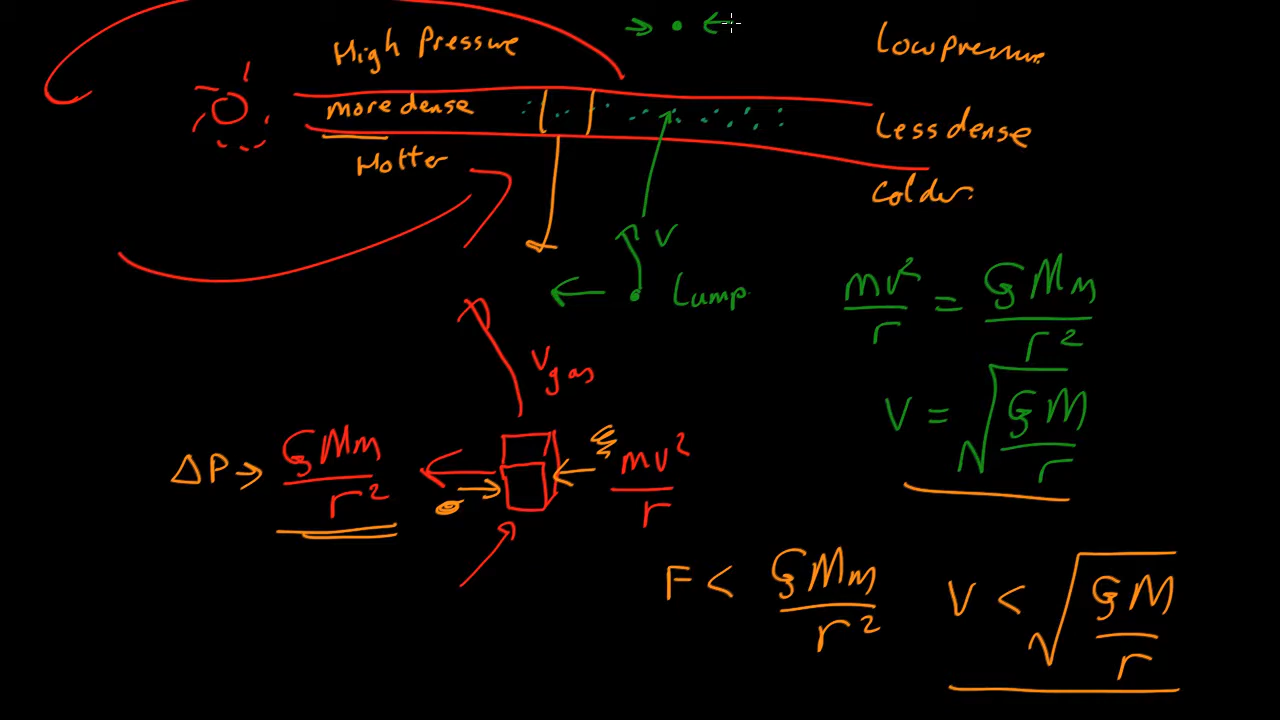 High Pressure
Low pressure
more dense
Less dense
Hotter
Colder
V
Lump
mv²/r = GMm/r²
V gas
V = √(GM/r)
ΔP → GMm/r²
mv²/r
F < GMm/r²
V < √(GM/r)